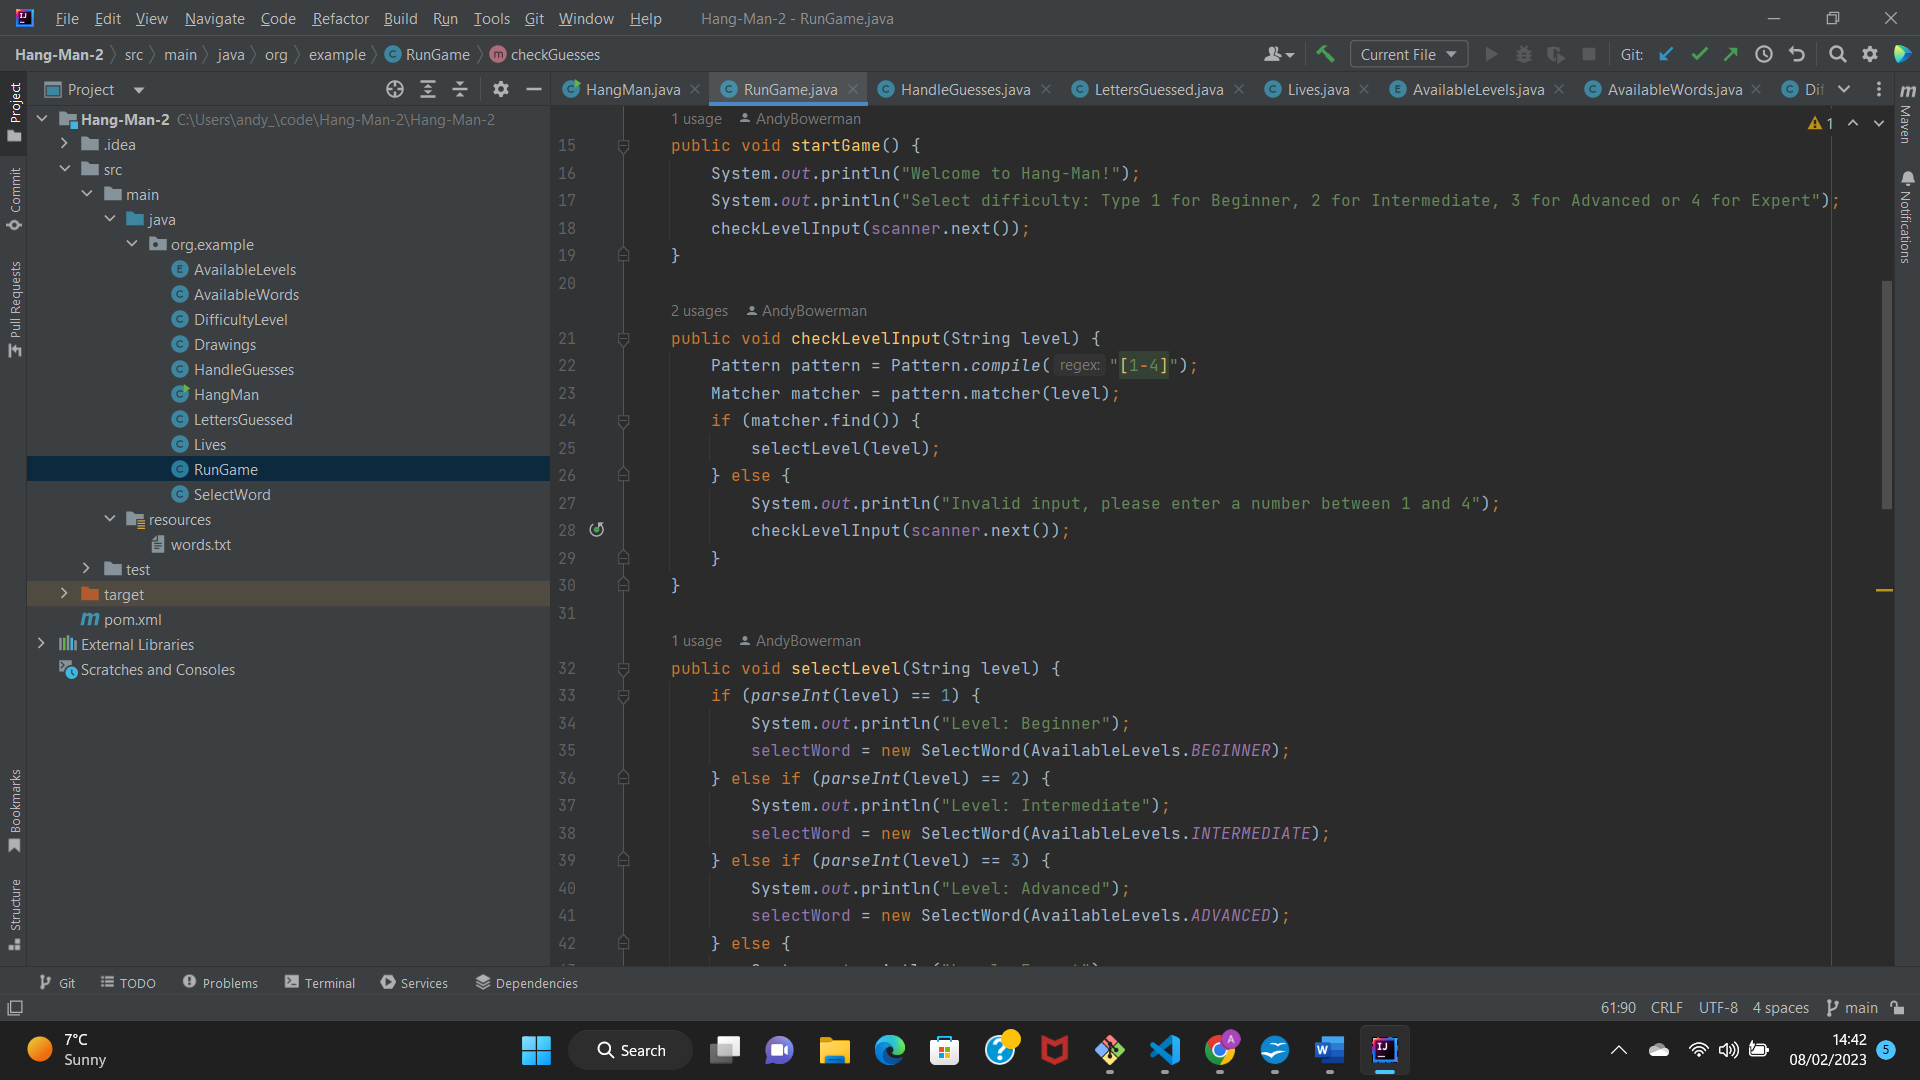 File Edit View Navigate Code Refactor Build Run Tools Git Window Help Hang-Man-2 - RunGame.java
Hang-Man-2 src main java org example RunGame checkGuesses Current File Git:
Project HangMan.java RunGame.java HandleGuesses.java LettersGuessed.java Lives.java AvailableLevels.java AvailableWords.java
Hang-Man-2 C:\Users\andy_\code\Hang-Man-2\Hang-Man-2
.idea
src
main
java
org.example
AvailableLevels
AvailableWords
DifficultyLevel
Drawings
HandleGuesses
HangMan
LettersGuessed
Lives
RunGame
SelectWord
resources
words.txt
test
target
pom.xml
External Libraries
Scratches and Consoles
Project
Commit
Pull Requests
Bookmarks
Structure
1 usage AndyBowerman
1
15 public void startGame() {
16 System.out.println("Welcome to Hang-Man!");
17 System.out.println("Select difficulty: Type 1 for Beginner, 2 for Intermediate, 3 for Advanced or 4 for Expert");
18 checkLevelInput(scanner.next());
19 }
20
2 usages AndyBowerman
21 public void checkLevelInput(String level) {
22 Pattern pattern = Pattern.compile( regex: "[1-4]");
23 Matcher matcher = pattern.matcher(level);
24 if (matcher.find()) {
25 selectLevel(level);
26 } else {
27 System.out.println("Invalid input, please enter a number between 1 and 4");
28 checkLevelInput(scanner.next());
29 }
30 }
31
1 usage AndyBowerman
32 public void selectLevel(String level) {
33 if (parseInt(level) == 1) {
34 System.out.println("Level: Beginner");
35 selectWord = new SelectWord(AvailableLevels.BEGINNER);
36 } else if (parseInt(level) == 2) {
37 System.out.println("Level: Intermediate");
38 selectWord = new SelectWord(AvailableLevels.INTERMEDIATE);
39 } else if (parseInt(level) == 3) {
40 System.out.println("Level: Advanced");
41 selectWord = new SelectWord(AvailableLevels.ADVANCED);
42 } else {
Maven
Notifications
Git TODO Problems Terminal Services Dependencies
61:90 CRLF UTF-8 4 spaces main
7°C
Sunny
Search
14:42
08/02/2023
5